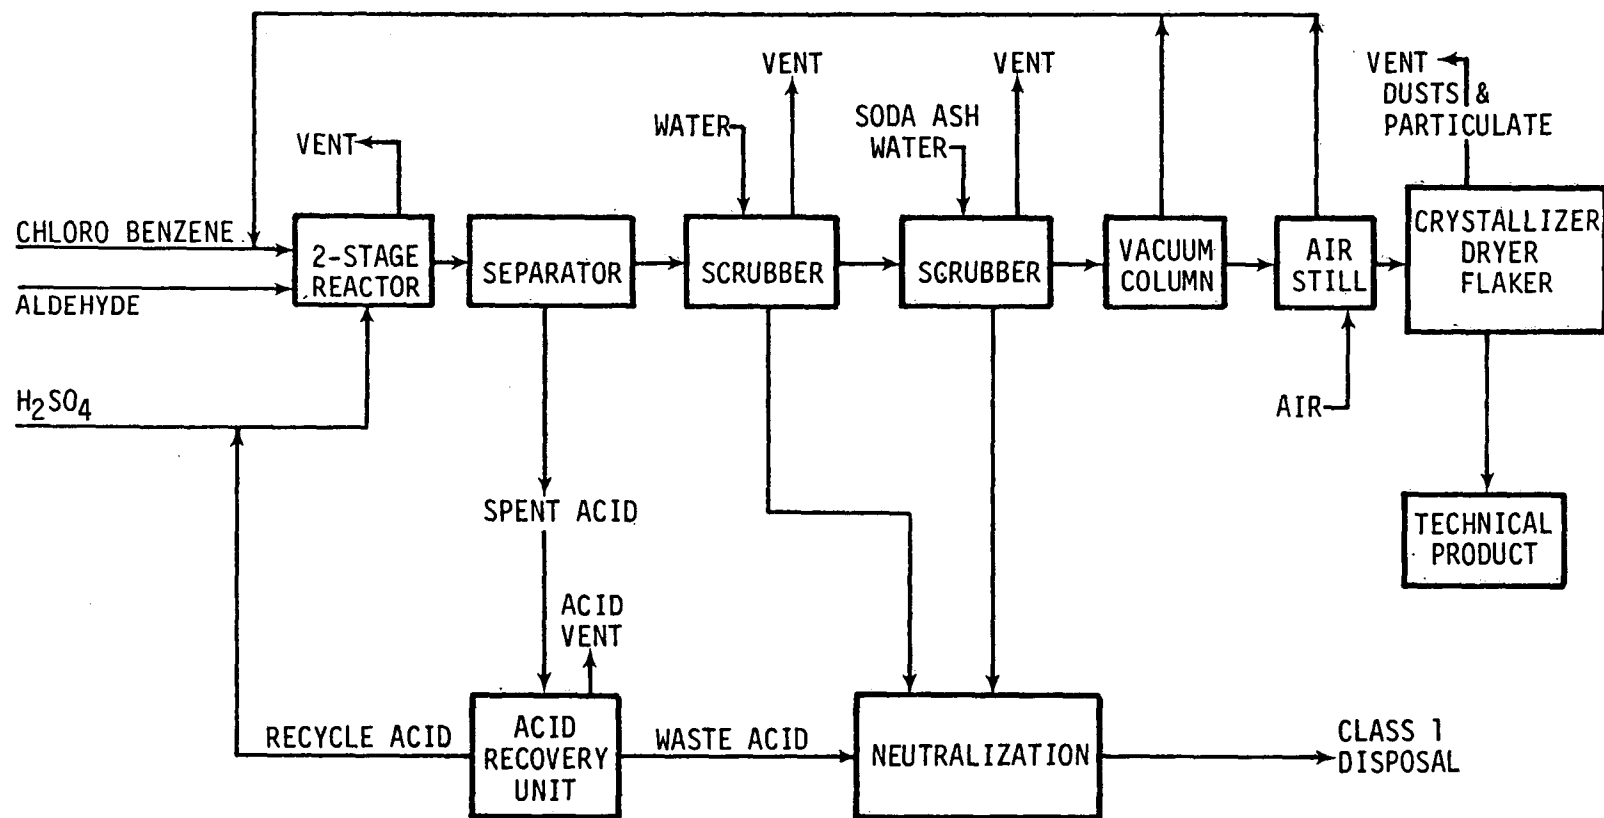 VENT
VENT
VENT
DUSTS &
PARTICULATE
WATER
SODA ASH
WATER
VENT
CHLORO BENZENE
ALDEHYDE
H₂SO₄
2-STAGE
REACTOR
SEPARATOR
SCRUBBER
SCRUBBER
VACUUM
COLUMN
AIR
STILL
CRYSTALLIZER
DRYER
FLAKER
AIR
SPENT ACID
TECHNICAL
PRODUCT
ACID
VENT
RECYCLE ACID
ACID
RECOVERY
UNIT
WASTE ACID
NEUTRALIZATION
CLASS 1
DISPOSAL